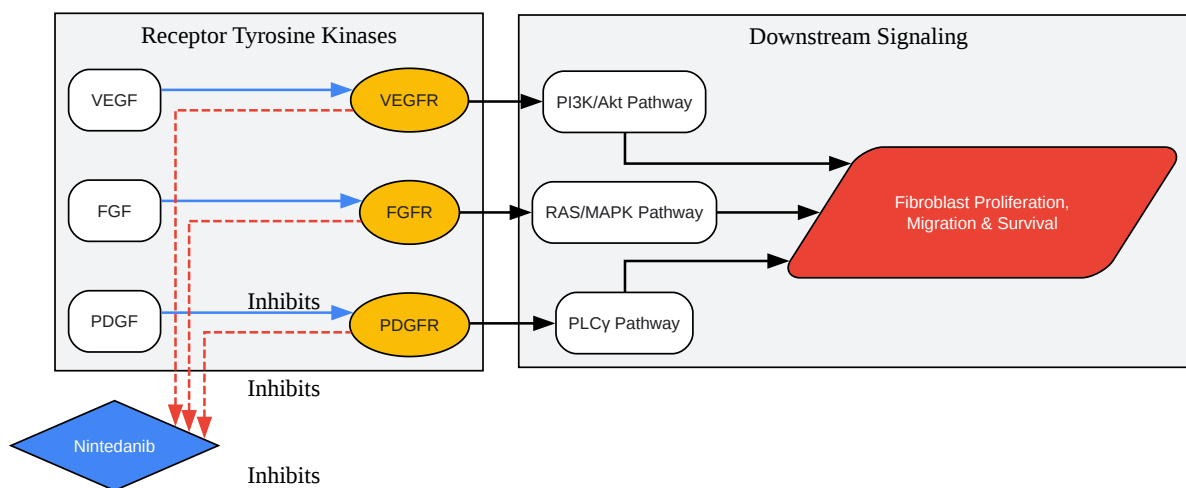 Receptor Tyrosine Kinases
Downstream Signaling
VEGF
VEGFR
PI3K/Akt Pathway
FGF
FGFR
RAS/MAPK Pathway
Fibroblast Proliferation,
Migration & Survival
Inhibits
PDGF
PDGFR
PLCγ Pathway
Inhibits
Nintedanib
Inhibits